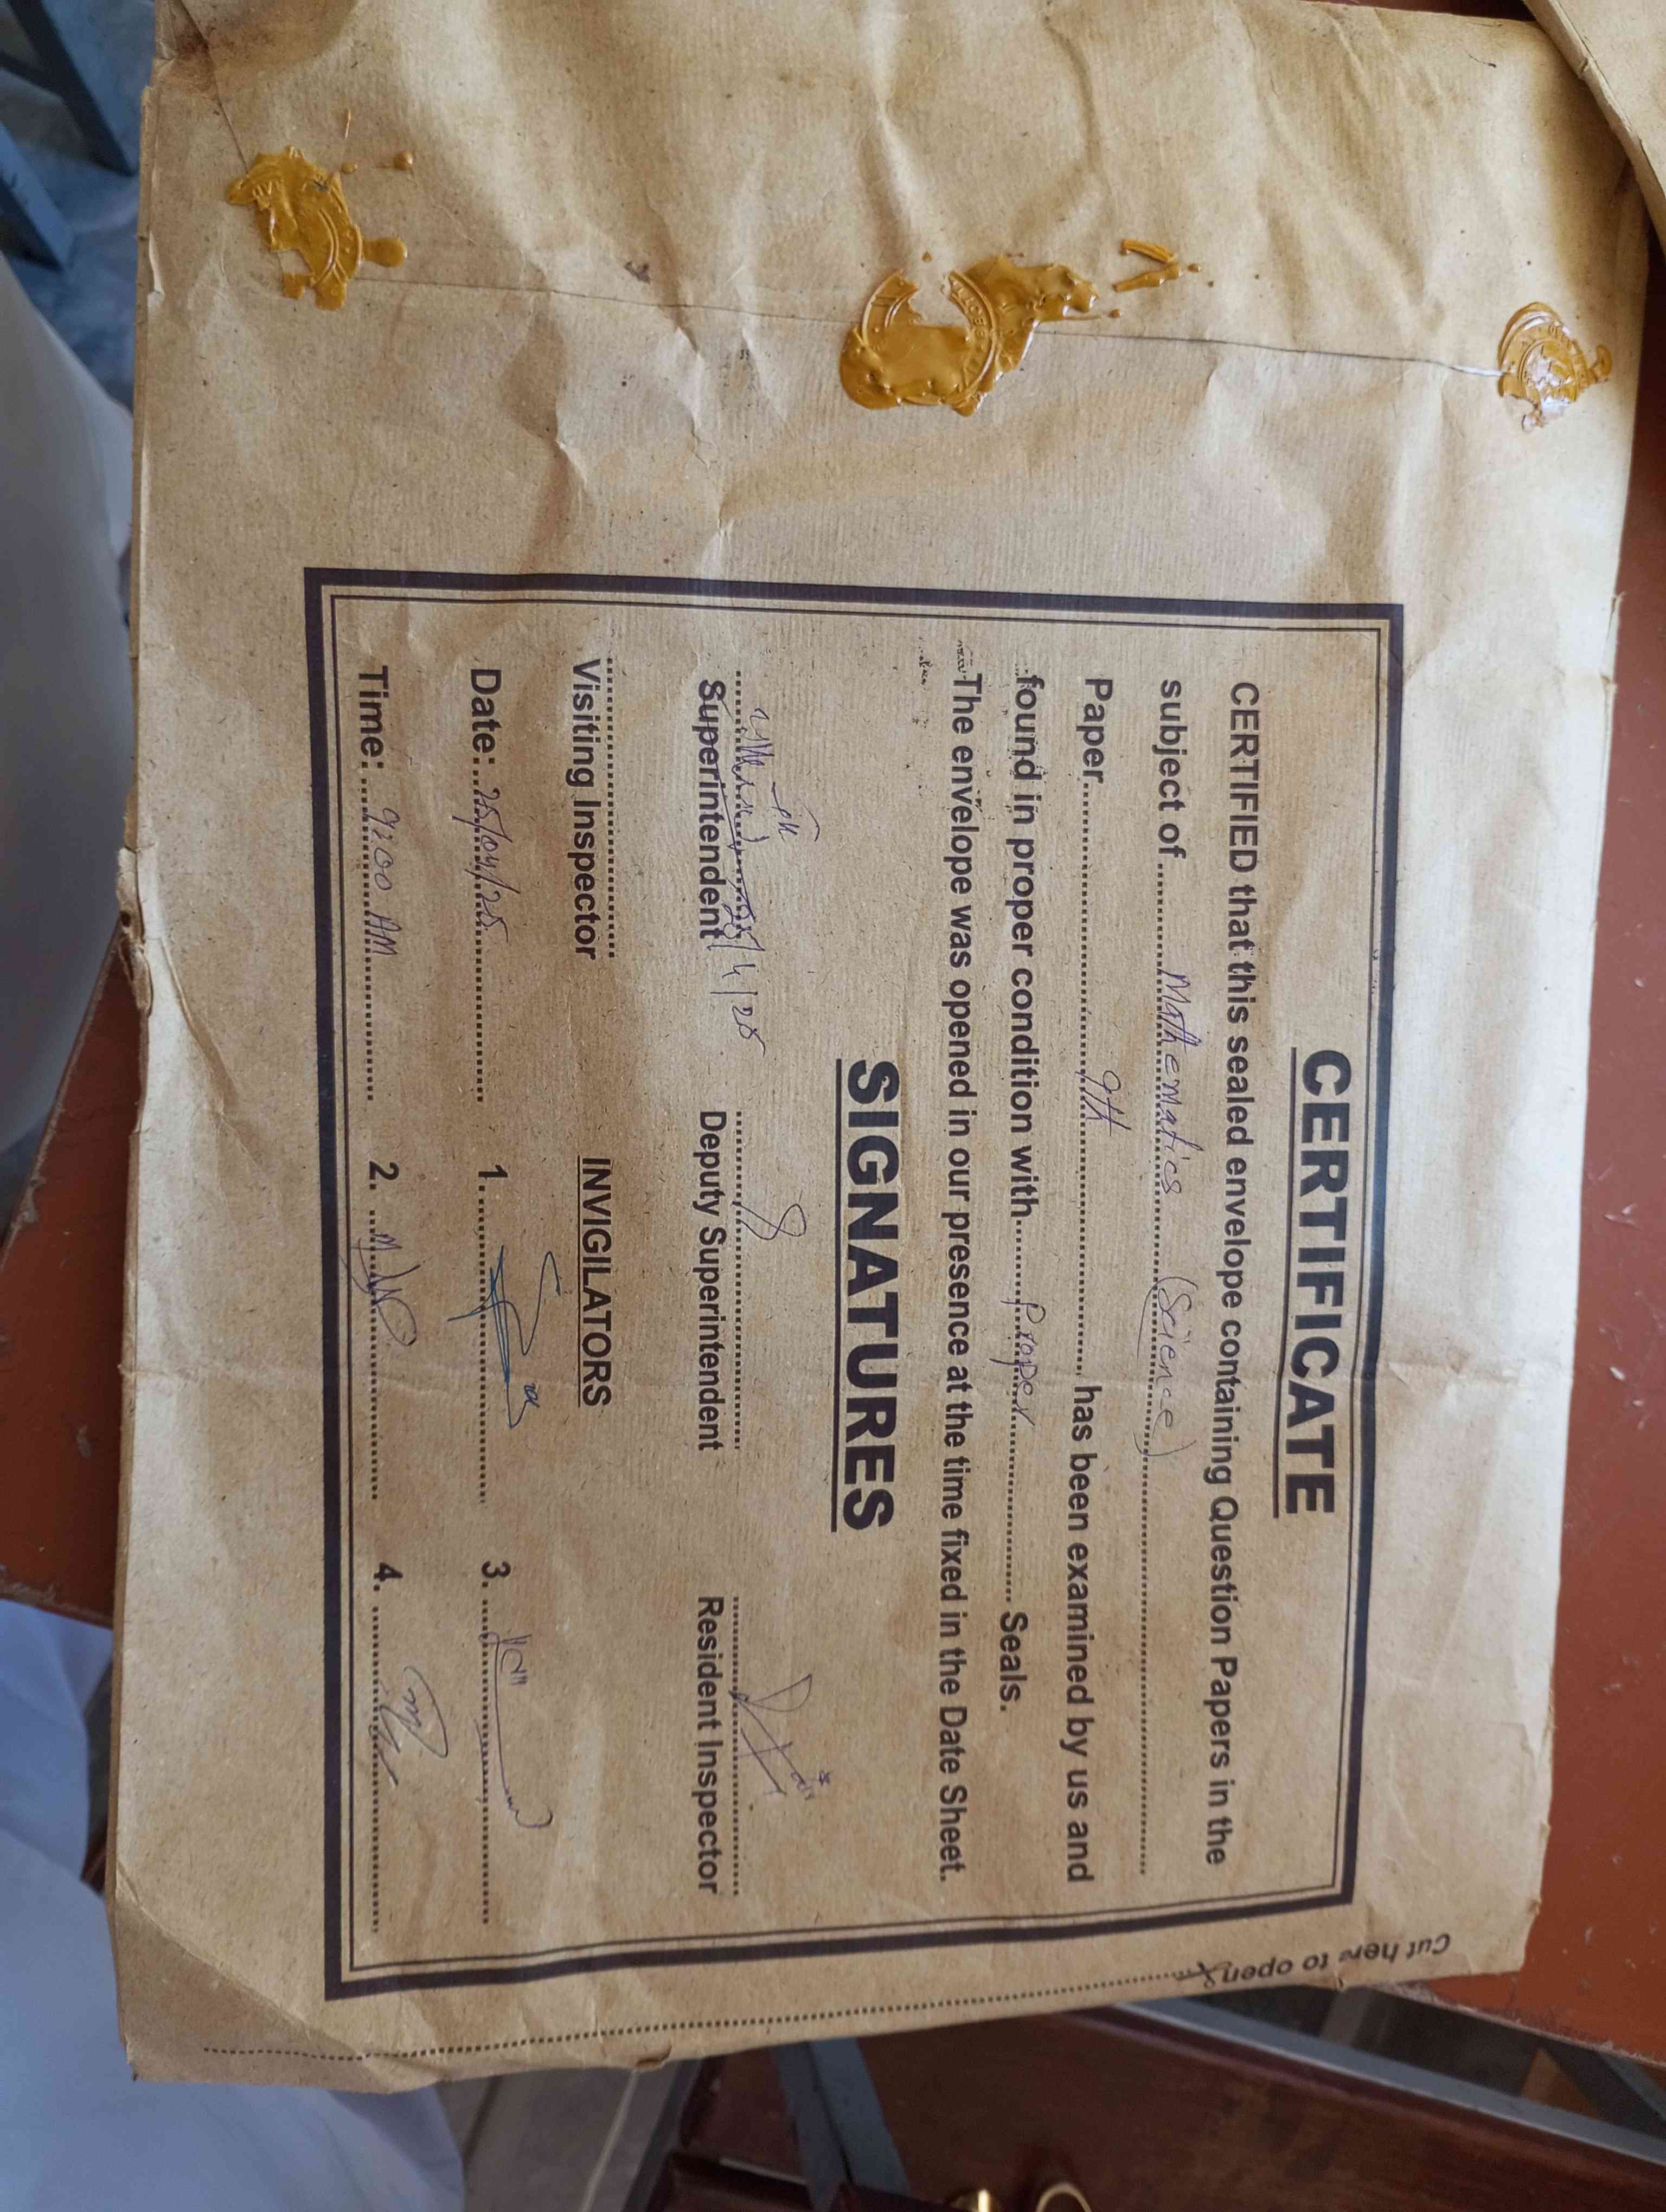 CERTIFICATE
CERTIFIED that this sealed envelope containing Question Papers in the
subject of Mathematics (Science)
Paper 9th has been examined by us and
found in proper condition with Proper Seals.
The envelope was opened in our presence at the time fixed in the Date Sheet.
SIGNATURES
25/4/25
Superintendent Deputy Superintendent Resident Inspector
Visiting Inspector INVIGILATORS
Date: 25/04/25 1. 3.
Time: 9:00 AM 2. 4.
Cut here to open